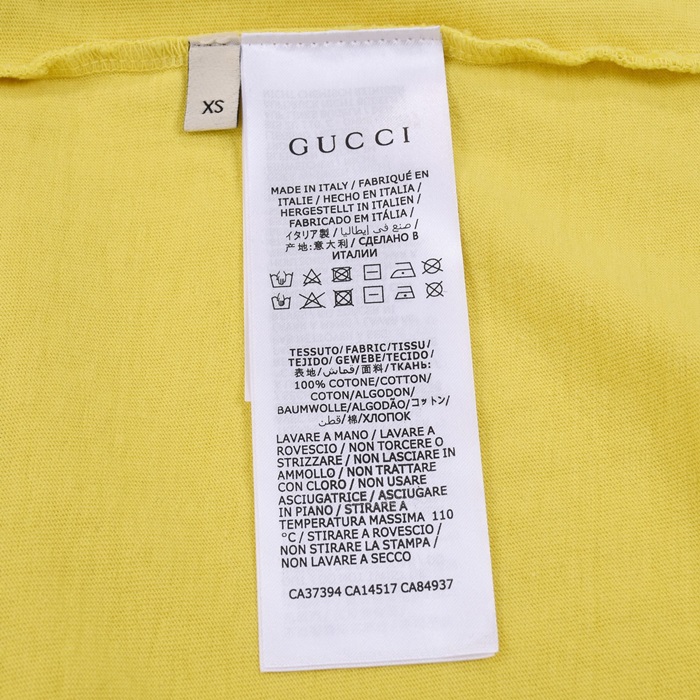 XS
GUCCI
MADE IN ITALY / FABRIQUÉ EN
ITALIE / HECHO EN ITALIA /
HERGESTELLT IN ITALIEN /
FABRICADO EM ITÁLIA /
イタリア製 / صنع في إيطاليا /
产地:意大利 / СДЕЛАНО В
ИТАЛИИ
TESSUTO/FABRIC/TISSU/
TEJIDO/ GEWEBE/TECIDO/
表地/قماش/面料/ТКАНЬ:
100% COTONE/COTTON/
COTON/ALGODON/
BAUMWOLLE/ALGODÃO/コットン/
قطن/棉/ХЛОПОК
LAVARE A MANO / LAVARE A
ROVESCIO / NON TORCERE O
STRIZZARE / NON LASCIARE IN
AMMOLLO / NON TRATTARE
CON CLORO / NON USARE
ASCIUGATRICE / ASCIUGARE
IN PIANO / STIRARE A
TEMPERATURA MASSIMA 110
°C / STIRARE A ROVESCIO /
NON STIRARE LA STAMPA /
NON LAVARE A SECCO
CA37394 CA14517 CA84937